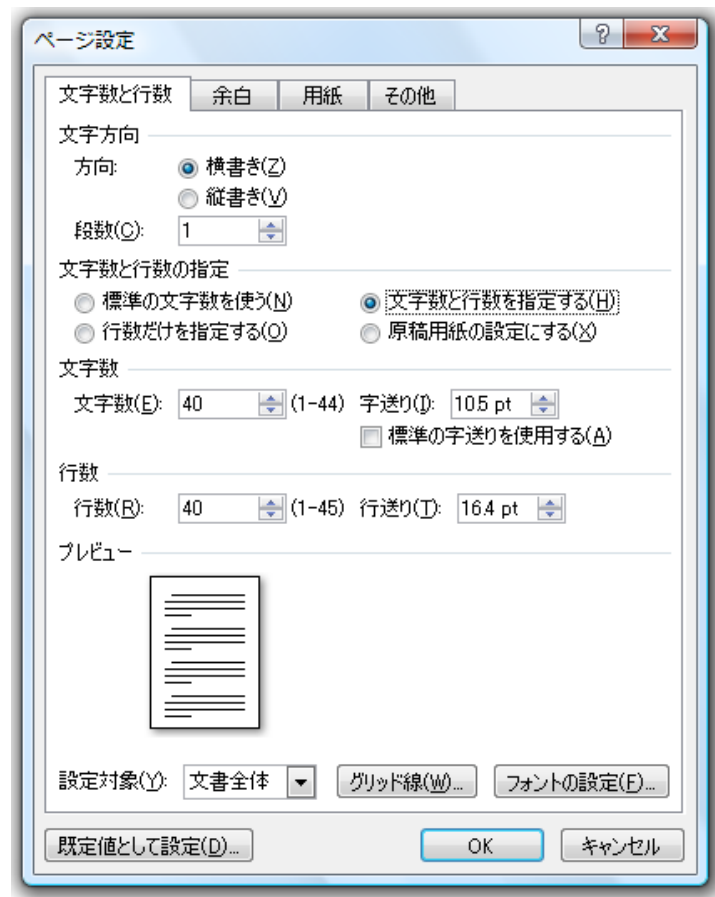 ページ設定
文字数と行数 余白 用紙 その他
文字方向
方向: 横書き(Z)
縦書き(V)
段数(C): 1
文字数と行数の指定
標準の文字数を使う(N) 文字数と行数を指定する(H)
行数だけを指定する(O) 原稿用紙の設定にする(X)
文字数
文字数(E): 40 (1-44) 字送り(I): 10.5 pt
標準の字送りを使用する(A)
行数
行数(R): 40 (1-45) 行送り(T): 16.4 pt
プレビュー
設定対象(Y): 文書全体 グリッド線(W)... フォントの設定(F)...
既定値として設定(D)... OK キャンセル